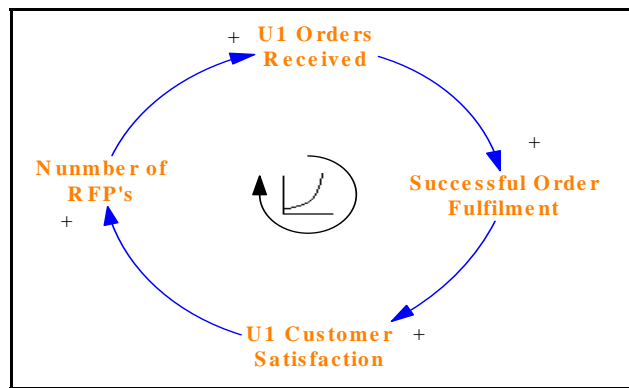 + U1 Orders
Received
+
Nunmber of
RFP's
+
Successful Order
Fulfilment
U1 Customer +
Satisfaction